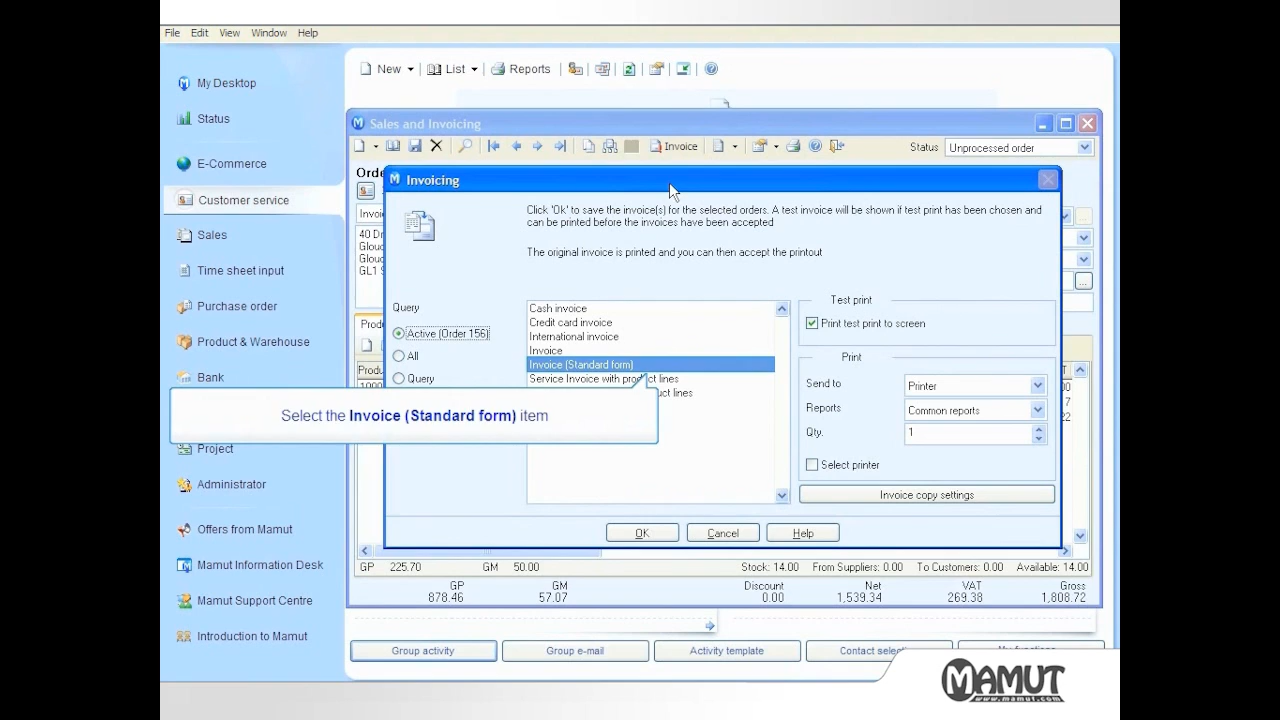 File Edit View Window Help
New List Reports
My Desktop
Status
E-Commerce
Customer service
Sales
Time sheet input
Purchase order
Product & Warehouse
Bank
Project
Administrator
Offers from Mamut
Mamut Information Desk
Mamut Support Centre
Introduction to Mamut
Sales and Invoicing
Invoice Status Unprocessed order
Invoicing
Click 'Ok' to save the invoice(s) for the selected orders. A test invoice will be shown if test print has been chosen and
can be printed before the invoices have been accepted
The original invoice is printed and you can then accept the printout
40 Dr
Glou
Glou
GL1 9
Query
Active (Order 156)
All
Query
Cash invoice
Credit card invoice
International invoice
Invoice
Invoice (Standard form)
Service Invoice with product lines
uct lines
Select the Invoice (Standard form) item
Test print
Print test print to screen
Print
Send to Printer
Reports Common reports
Qty. 1
Select printer
Invoice copy settings
OK Cancel Help
GP 225.70 GM 50.00 Stock: 14.00 From Suppliers: 0.00 To Customers: 0.00 Available: 14.00
GP GM Discount Net VAT Gross
878.46 57.07 0.00 1,539.34 269.38 1,808.72
Group activity Group e-mail Activity template Contact selecti
MAMUT
www.mamut.com